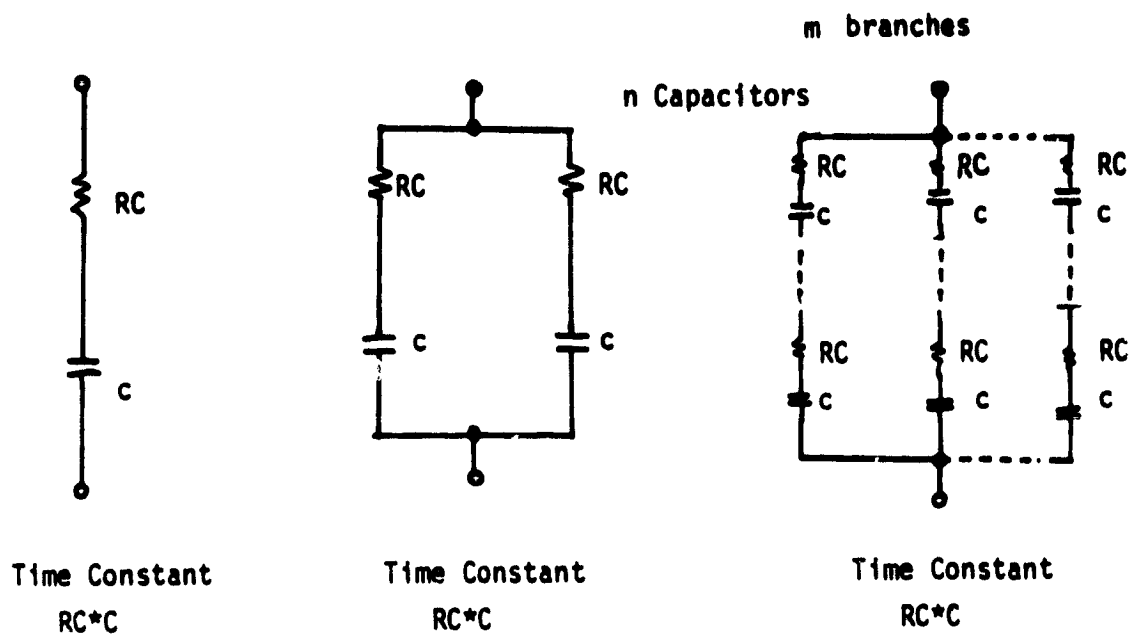 m branches
n Capacitors
RC
C
RC
C
RC
C
RC
C
RC
C
RC
C
RC
C
RC
C
RC
C
Time Constant
RC*C
Time Constant
RC*C
Time Constant
RC*C